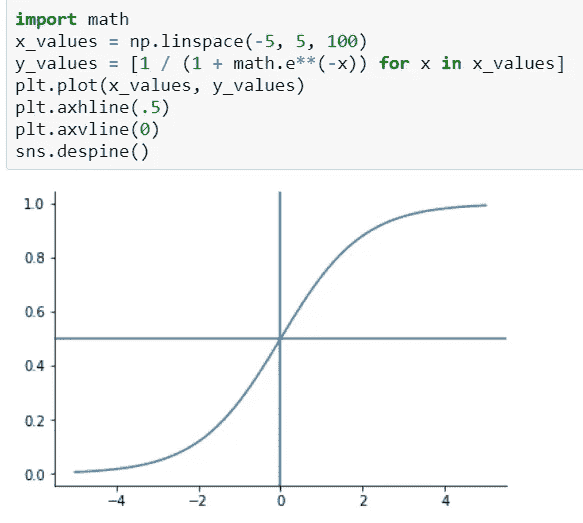 import math
x_values = np.linspace(-5, 5, 100)
y_values = [1 / (1 + math.e**(-x)) for x in x_values]
plt.plot(x_values, y_values)
plt.axhline(.5)
plt.axvline(0)
sns.despine()
1.0
0.8
0.6
0.4
0.2
0.0
−4 −2 0 2 4